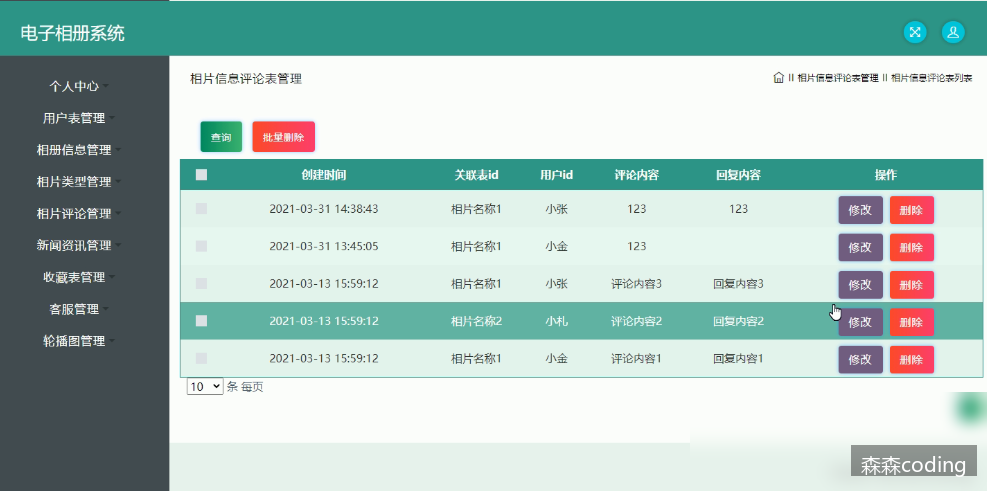 电子相册系统
个人中心
用户表管理
相册信息管理
相片类型管理
相片评论管理
新闻资讯管理
收藏表管理
客服管理
轮播图管理
相片信息评论表管理
相片信息评论表管理 II 相片信息评论表列表
查询 批量删除
创建时间 关联表id 用户id 评论内容 回复内容 操作
2021-03-31 14:38:43 相片名称1 小张 123 123 修改 删除
2021-03-31 13:45:05 相片名称1 小金 123 修改 删除
2021-03-13 15:59:12 相片名称1 小张 评论内容3 回复内容3 修改 删除
2021-03-13 15:59:12 相片名称2 小札 评论内容2 回复内容2 修改 删除
2021-03-13 15:59:12 相片名称1 小金 评论内容1 回复内容1 修改 删除
10 条 每页
森森coding